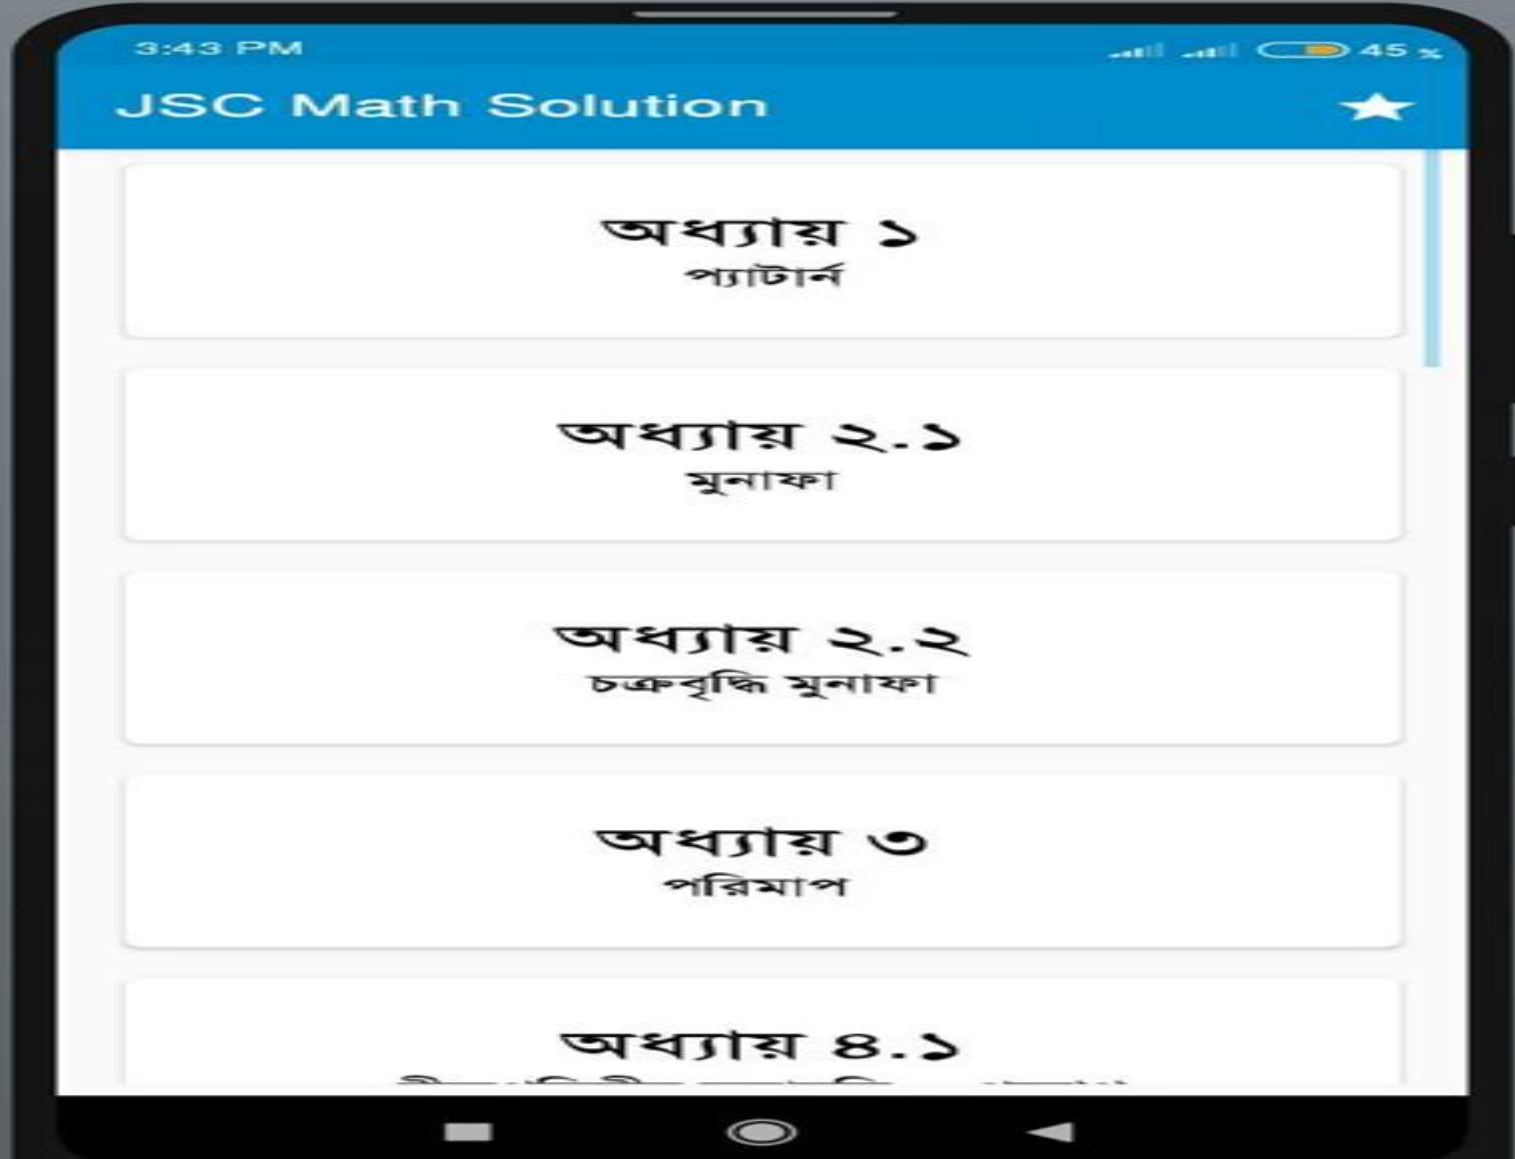 3:43 PM
45 %
JSC Math Solution
অধ্যায় ১
প্যাটার্ন
অধ্যায় ২.১
মুনাফা
অধ্যায় ২.২
চক্রবৃদ্ধি মুনাফা
অধ্যায় ৩
পরিমাপ
অধ্যায় ৪.১